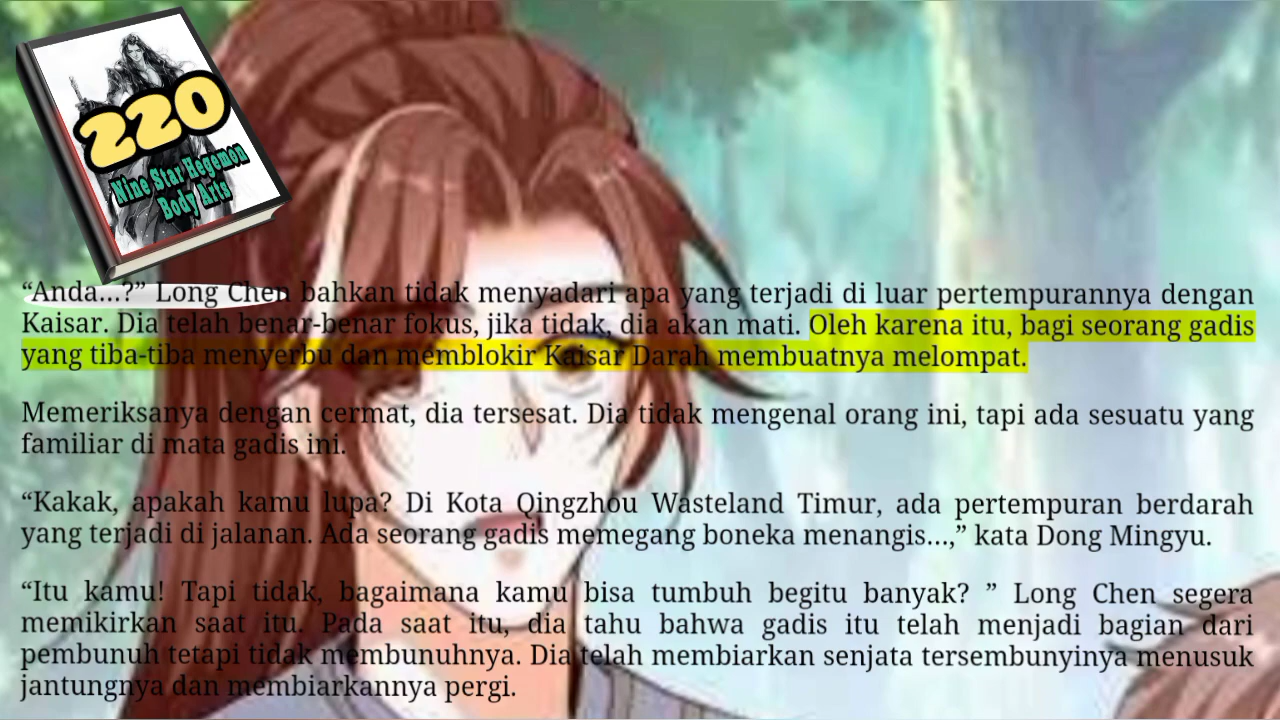 220
Nine Star Hegemon
Body Arts
“Anda...?” Long Chen bahkan tidak menyadari apa yang terjadi di luar pertempurannya dengan
Kaisar. Dia telah benar-benar fokus, jika tidak, dia akan mati. Oleh karena itu, bagi seorang gadis
yang tiba-tiba menyerbu dan memblokir Kaisar Darah membuatnya melompat.
Memeriksanya dengan cermat, dia tersesat. Dia tidak mengenal orang ini, tapi ada sesuatu yang
familiar di mata gadis ini.
“Kakak, apakah kamu lupa? Di Kota Qingzhou Wasteland Timur, ada pertempuran berdarah
yang terjadi di jalanan. Ada seorang gadis memegang boneka menangis...,” kata Dong Mingyu.
“Itu kamu! Tapi tidak, bagaimana kamu bisa tumbuh begitu banyak? ” Long Chen segera
memikirkan saat itu. Pada saat itu, dia tahu bahwa gadis itu telah menjadi bagian dari
pembunuh tetapi tidak membunuhnya. Dia telah membiarkan senjata tersembunyinya menusuk
jantungnya dan membiarkannya pergi.